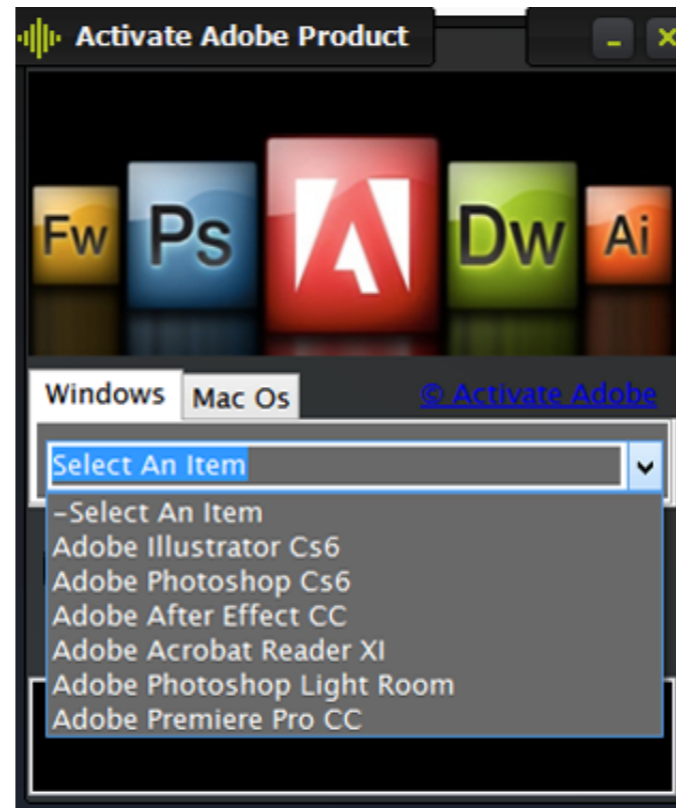 Activate Adobe Product
Fw Ps Dw Ai
Windows Mac Os © Activate Adobe
Select An Item
-Select An Item
Adobe Illustrator Cs6
Adobe Photoshop Cs6
Adobe After Effect CC
Adobe Acrobat Reader XI
Adobe Photoshop Light Room
Adobe Premiere Pro CC